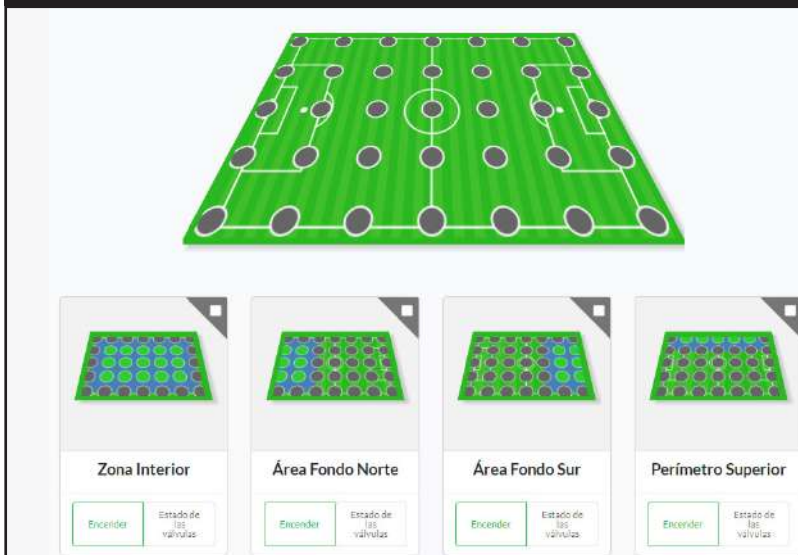 Zona Interior
Área Fondo Norte
Área Fondo Sur
Perímetro Superior
Encender
Estado de
las
válvulas
Encender
Estado de
las
válvulas
Encender
Estado de
las
válvulas
Encender
Estado de
las
válvulas